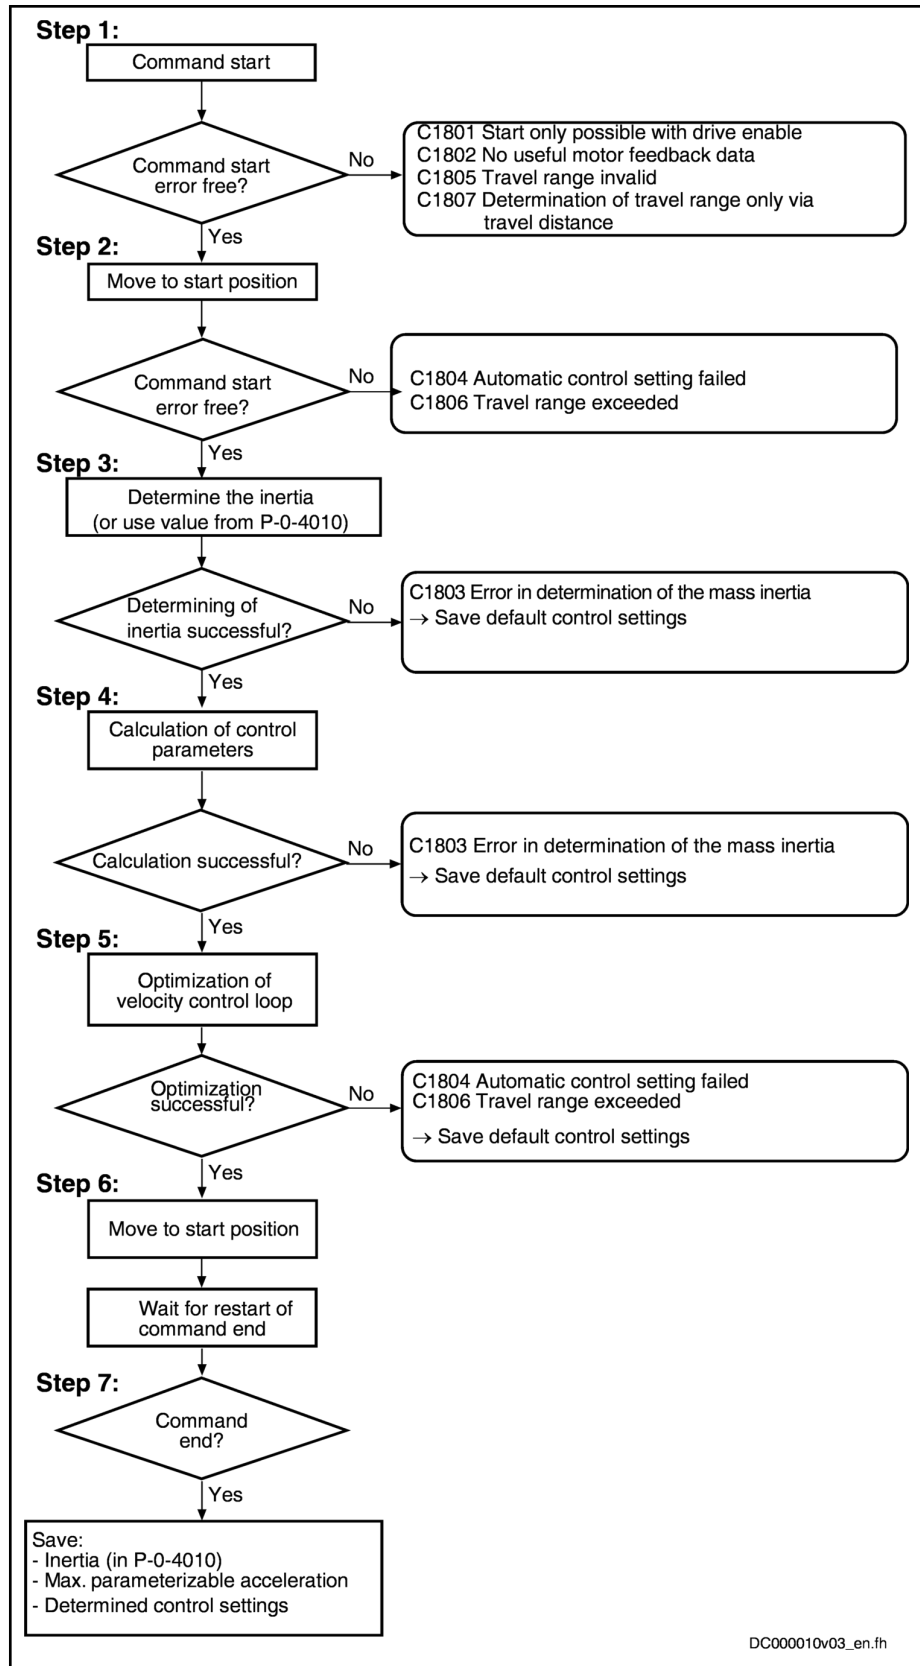 Step 1:
Command start
Command start
error free?
No
C1801 Start only possible with drive enable
C1802 No useful motor feedback data
C1805 Travel range invalid
C1807 Determination of travel range only via
travel distance
Yes
Step 2:
Move to start position
Command start
error free?
No
C1804 Automatic control setting failed
C1806 Travel range exceeded
Yes
Step 3:
Determine the inertia
(or use value from P-0-4010)
Determining of
inertia successful?
No
C1803 Error in determination of the mass inertia
→ Save default control settings
Yes
Step 4:
Calculation of control
parameters
Calculation successful?
No
C1803 Error in determination of the mass inertia
→ Save default control settings
Yes
Step 5:
Optimization of
velocity control loop
Optimization
successful?
No
C1804 Automatic control setting failed
C1806 Travel range exceeded
→ Save default control settings
Yes
Step 6:
Move to start position
Wait for restart of
command end
Step 7:
Command
end?
Yes
Save:
- Inertia (in P-0-4010)
- Max. parameterizable acceleration
- Determined control settings
DC000010v03_en.fh